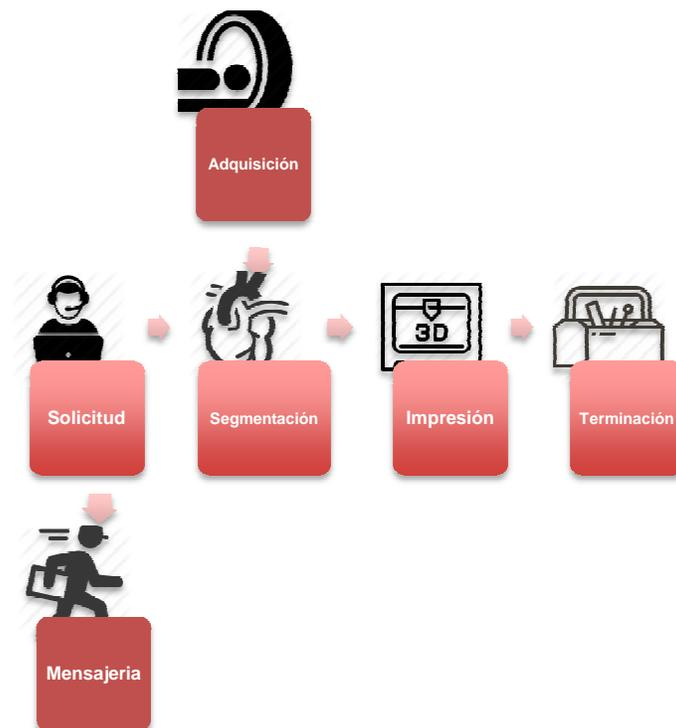 Adquisición
3D
Solicitud
Segmentación
Impresión
Terminación
Mensajeria